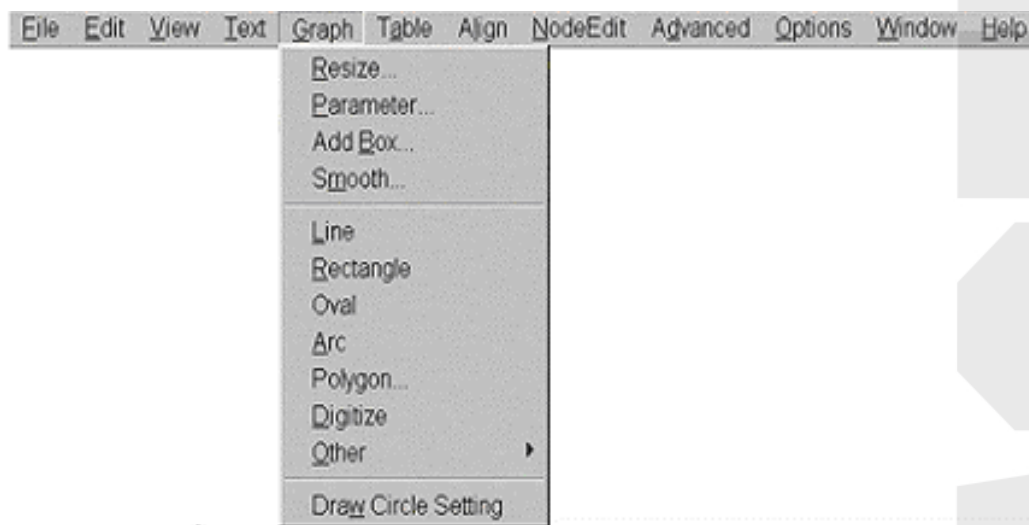 File Edit View Text Graph Table Align NodeEdit Advanced Options Window Help
Resize...
Parameter...
Add Box...
Smooth...
Line
Rectangle
Oval
Arc
Polygon...
Digitize
Other
Draw Circle Setting